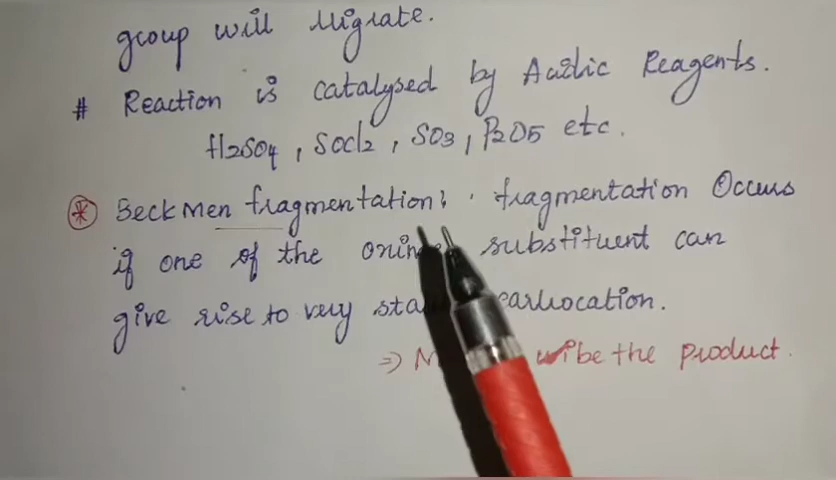 group will Migrate.
# Reaction is catalysed by Acidic Reagents.
H2SO4, SOCl2, SO3, P2O5 etc.
* Beckmen fragmentation: fragmentation Occurs
if one of the substituent can
give rise to very carbocation.
⇒ be the product.